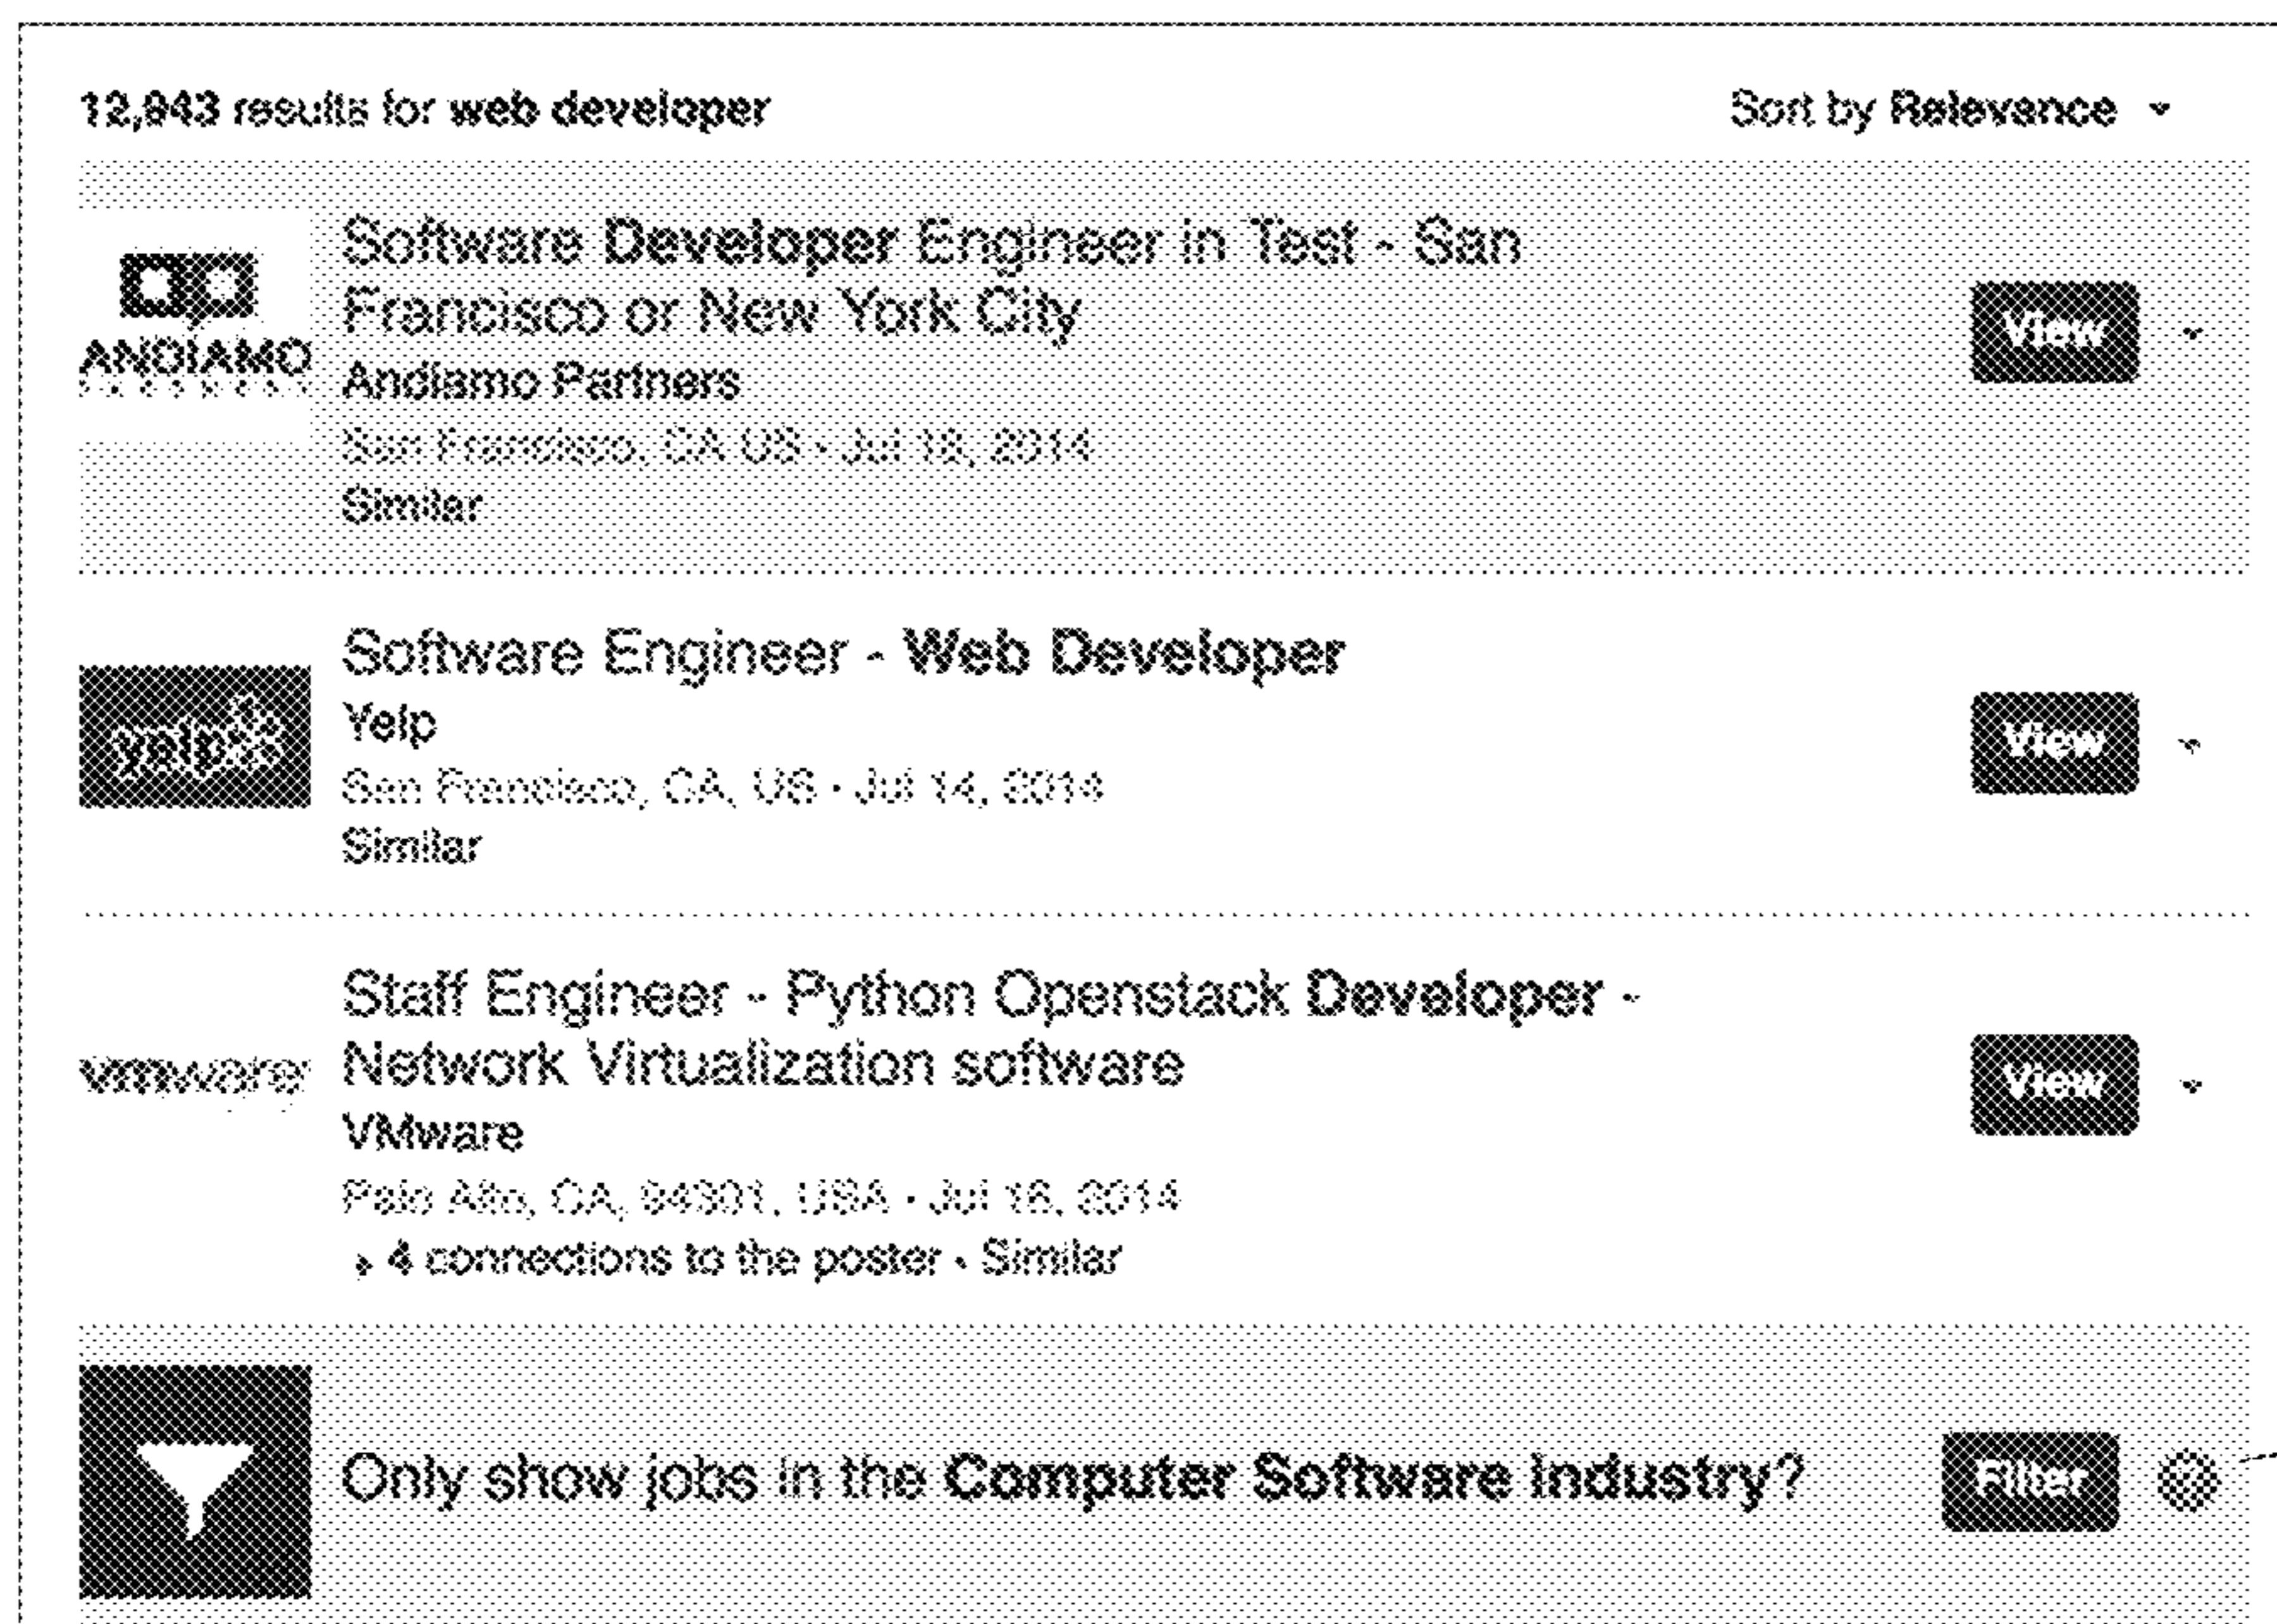 12,943 results for web developer
Sort by Relevance
ANDIAMO
Software Developer Engineer in Test - San
Francisco or New York City
Andiamo Partners
San Francisco, CA US • Jul 18, 2014
Similar
View
yelp
Software Engineer - Web Developer
Yelp
San Francisco, CA, US • Jul 14, 2014
Similar
View
vmware
Staff Engineer - Python Openstack Developer -
Network Virtualization software
VMware
Palo Alto, CA, 94301, USA • Jul 16, 2014
4 connections to the poster • Similar
View
Only show jobs in the Computer Software Industry?
Filter